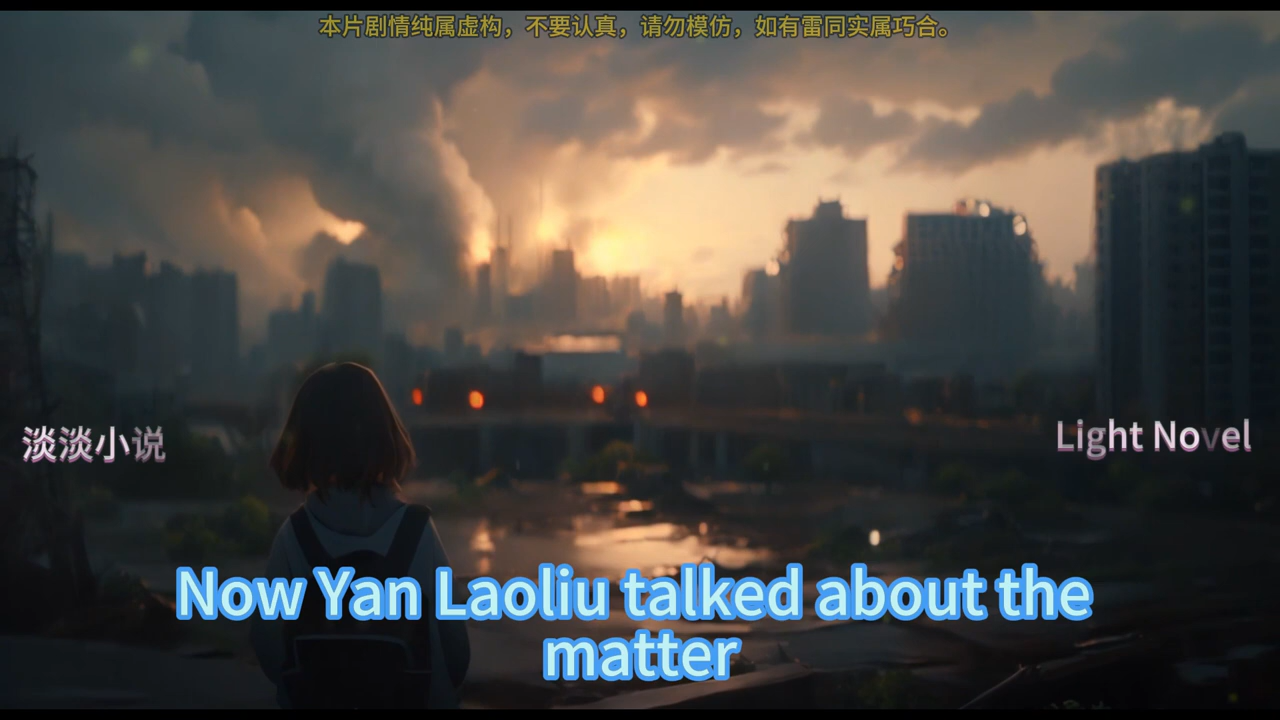 本片剧情纯属虚构，不要认真，请勿模仿，如有雷同实属巧合。
淡淡小说
Light Novel
Now Yan Laoliu talked about the
matter